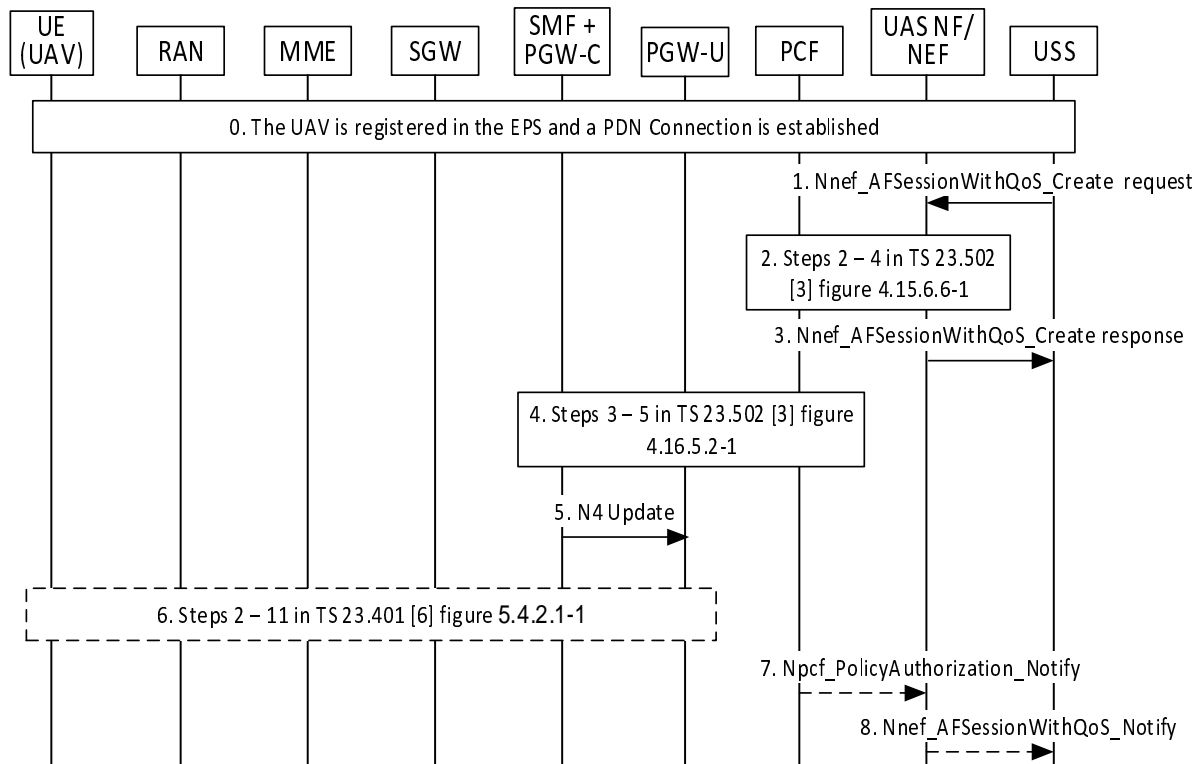 UE
(UAV)
RAN
MME
SGW
SMF +
PGW-C
PGW-U
PCF
UAS NF/
NEF
USS
0. The UAV is registered in the EPS and a PDN Connection is established
1. Nnef_AFSessionWithQoS_Create request
2. Steps 2 – 4 in TS 23.502
[3] figure 4.15.6.6-1
3. Nnef_AFSessionWithQoS_Create response
4. Steps 3 – 5 in TS 23.502 [3] figure
4.16.5.2-1
5. N4 Update
6. Steps 2 – 11 in TS 23.401 [6] figure 5.4.2.1-1
7. Npcf_PolicyAuthorization_Notify
8. Nnef_AFSessionWithQoS_Notify